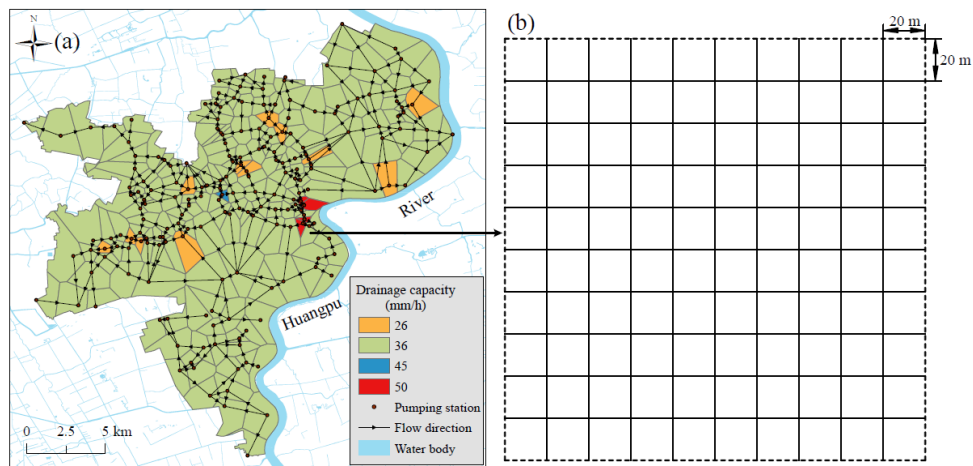 (a)
N
River
Huangpu
Drainage capacity
(mm/h)
26
36
45
50
Pumping station
Flow direction
Water body
0 2.5 5 km
(b)
20 m
20 m